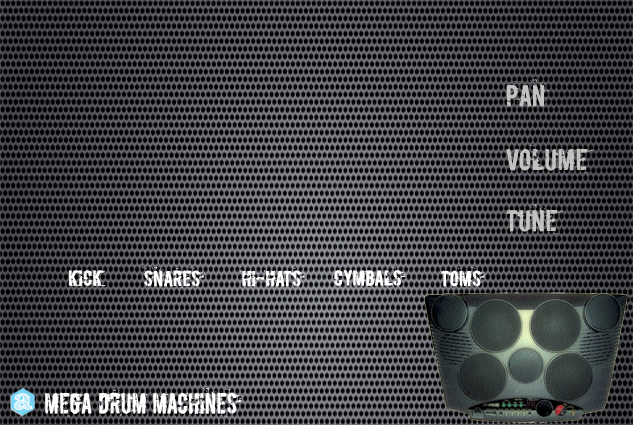 PAN
VOLUME
TUNE
KICK SNARES HI-HATS CYMBALS TOMS
MEGA DRUM MACHINES